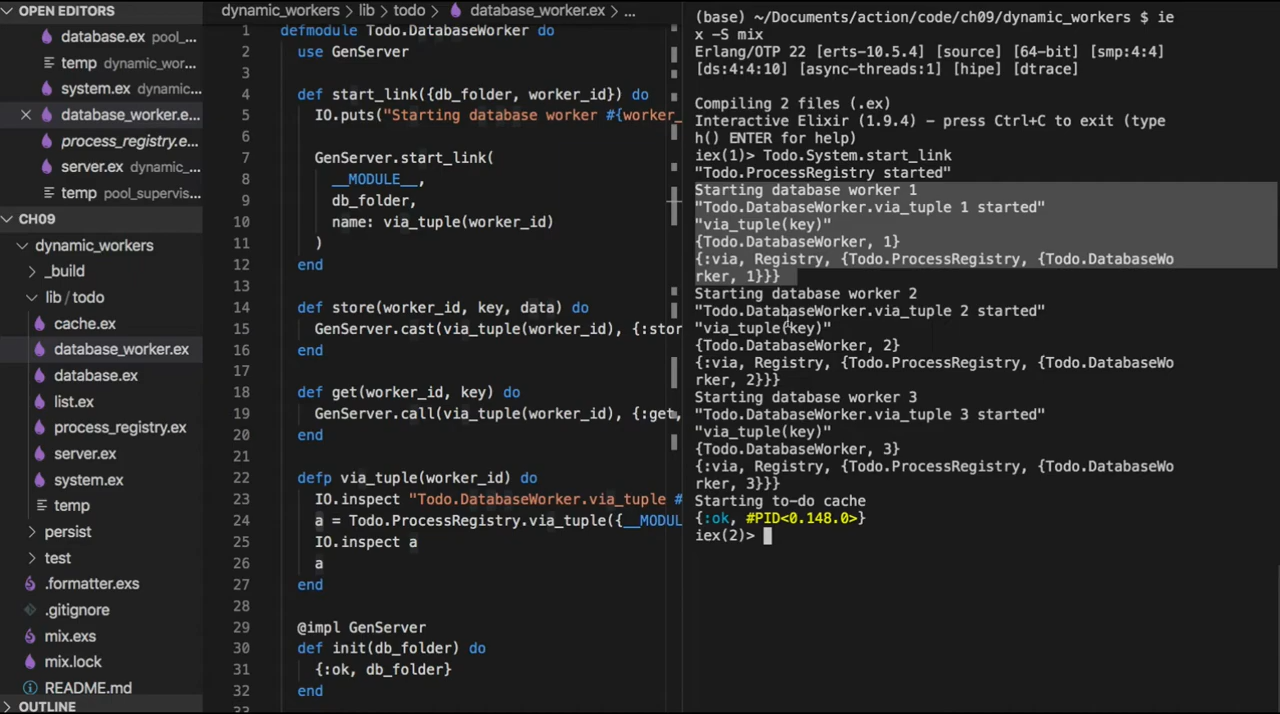 OPEN EDITORS
database.ex pool_...
temp dynamic_wor...
system.ex dynamic...
database_worker.e...
process_registry.e...
server.ex dynamic_...
temp pool_supervis...
CH09
dynamic_workers
_build
lib / todo
cache.ex
database_worker.ex
database.ex
list.ex
process_registry.ex
server.ex
system.ex
temp
persist
test
.formatter.exs
.gitignore
mix.exs
mix.lock
README.md
OUTLINE
dynamic_workers > lib > todo > database_worker.ex > ...
1 defmodule Todo.DatabaseWorker do
2 use GenServer
3
4 def start_link({db_folder, worker_id}) do
5 IO.puts("Starting database worker #{worker_
6
7 GenServer.start_link(
8 __MODULE__,
9 db_folder,
10 name: via_tuple(worker_id)
11 )
12 end
13
14 def store(worker_id, key, data) do
15 GenServer.cast(via_tuple(worker_id), {:stor
16 end
17
18 def get(worker_id, key) do
19 GenServer.call(via_tuple(worker_id), {:get,
20 end
21
22 defp via_tuple(worker_id) do
23 IO.inspect "Todo.DatabaseWorker.via_tuple #
24 a = Todo.ProcessRegistry.via_tuple({__MODUL
25 IO.inspect a
26 a
27 end
28
29 @impl GenServer
30 def init(db_folder) do
31 {:ok, db_folder}
32 end
33
(base) ~/Documents/action/code/ch09/dynamic_workers $ ie
x -S mix
Erlang/OTP 22 [erts-10.5.4] [source] [64-bit] [smp:4:4]
[ds:4:4:10] [async-threads:1] [hipe] [dtrace]

Compiling 2 files (.ex)
Interactive Elixir (1.9.4) - press Ctrl+C to exit (type
h() ENTER for help)
iex(1)> Todo.System.start_link
"Todo.ProcessRegistry started"
Starting database worker 1
"Todo.DatabaseWorker.via_tuple 1 started"
"via_tuple(key)"
{Todo.DatabaseWorker, 1}
{:via, Registry, {Todo.ProcessRegistry, {Todo.DatabaseWo
rker, 1}}}
Starting database worker 2
"Todo.DatabaseWorker.via_tuple 2 started"
"via_tuple(key)"
{Todo.DatabaseWorker, 2}
{:via, Registry, {Todo.ProcessRegistry, {Todo.DatabaseWo
rker, 2}}}
Starting database worker 3
"Todo.DatabaseWorker.via_tuple 3 started"
"via_tuple(key)"
{Todo.DatabaseWorker, 3}
{:via, Registry, {Todo.ProcessRegistry, {Todo.DatabaseWo
rker, 3}}}
Starting to-do cache
{:ok, #PID<0.148.0>}
iex(2)>